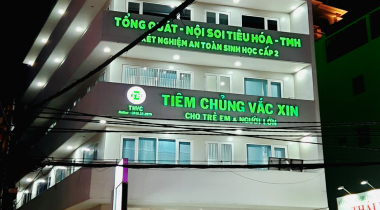 TỔNG QUÁT - NỘI SOI TIÊU HÓA - TMH
XÉT NGHIỆM AN TOÀN SINH HỌC CẤP 2
TIÊM CHỦNG VẮC XIN
CHO TRẺ EM & NGƯỜI LỚN
TMVC